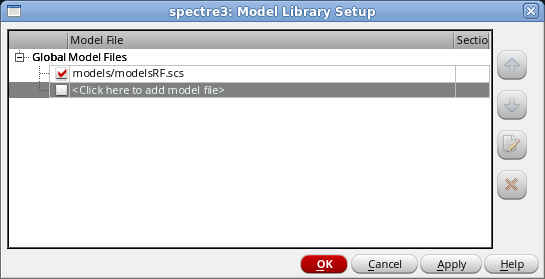 spectre3: Model Library Setup
Model File Sectio
Global Model Files
models/modelsRF.scs
<Click here to add model file>
OK Cancel Apply Help